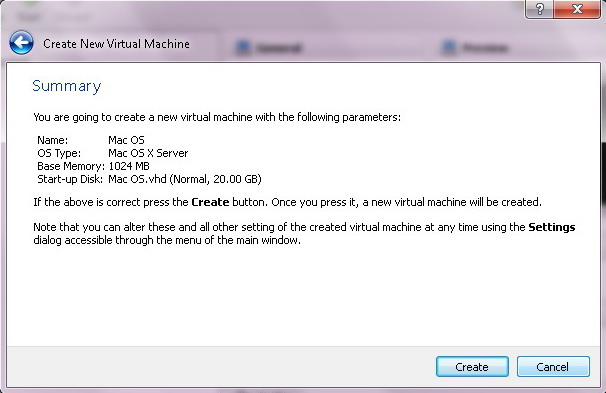 Create New Virtual Machine
General
Preview
Summary
You are going to create a new virtual machine with the following parameters:
Name: Mac OS
OS Type: Mac OS X Server
Base Memory: 1024 MB
Start-up Disk: Mac OS.vhd (Normal, 20.00 GB)
If the above is correct press the Create button. Once you press it, a new virtual machine will be created.
Note that you can alter these and all other setting of the created virtual machine at any time using the Settings
dialog accessible through the menu of the main window.
Create
Cancel